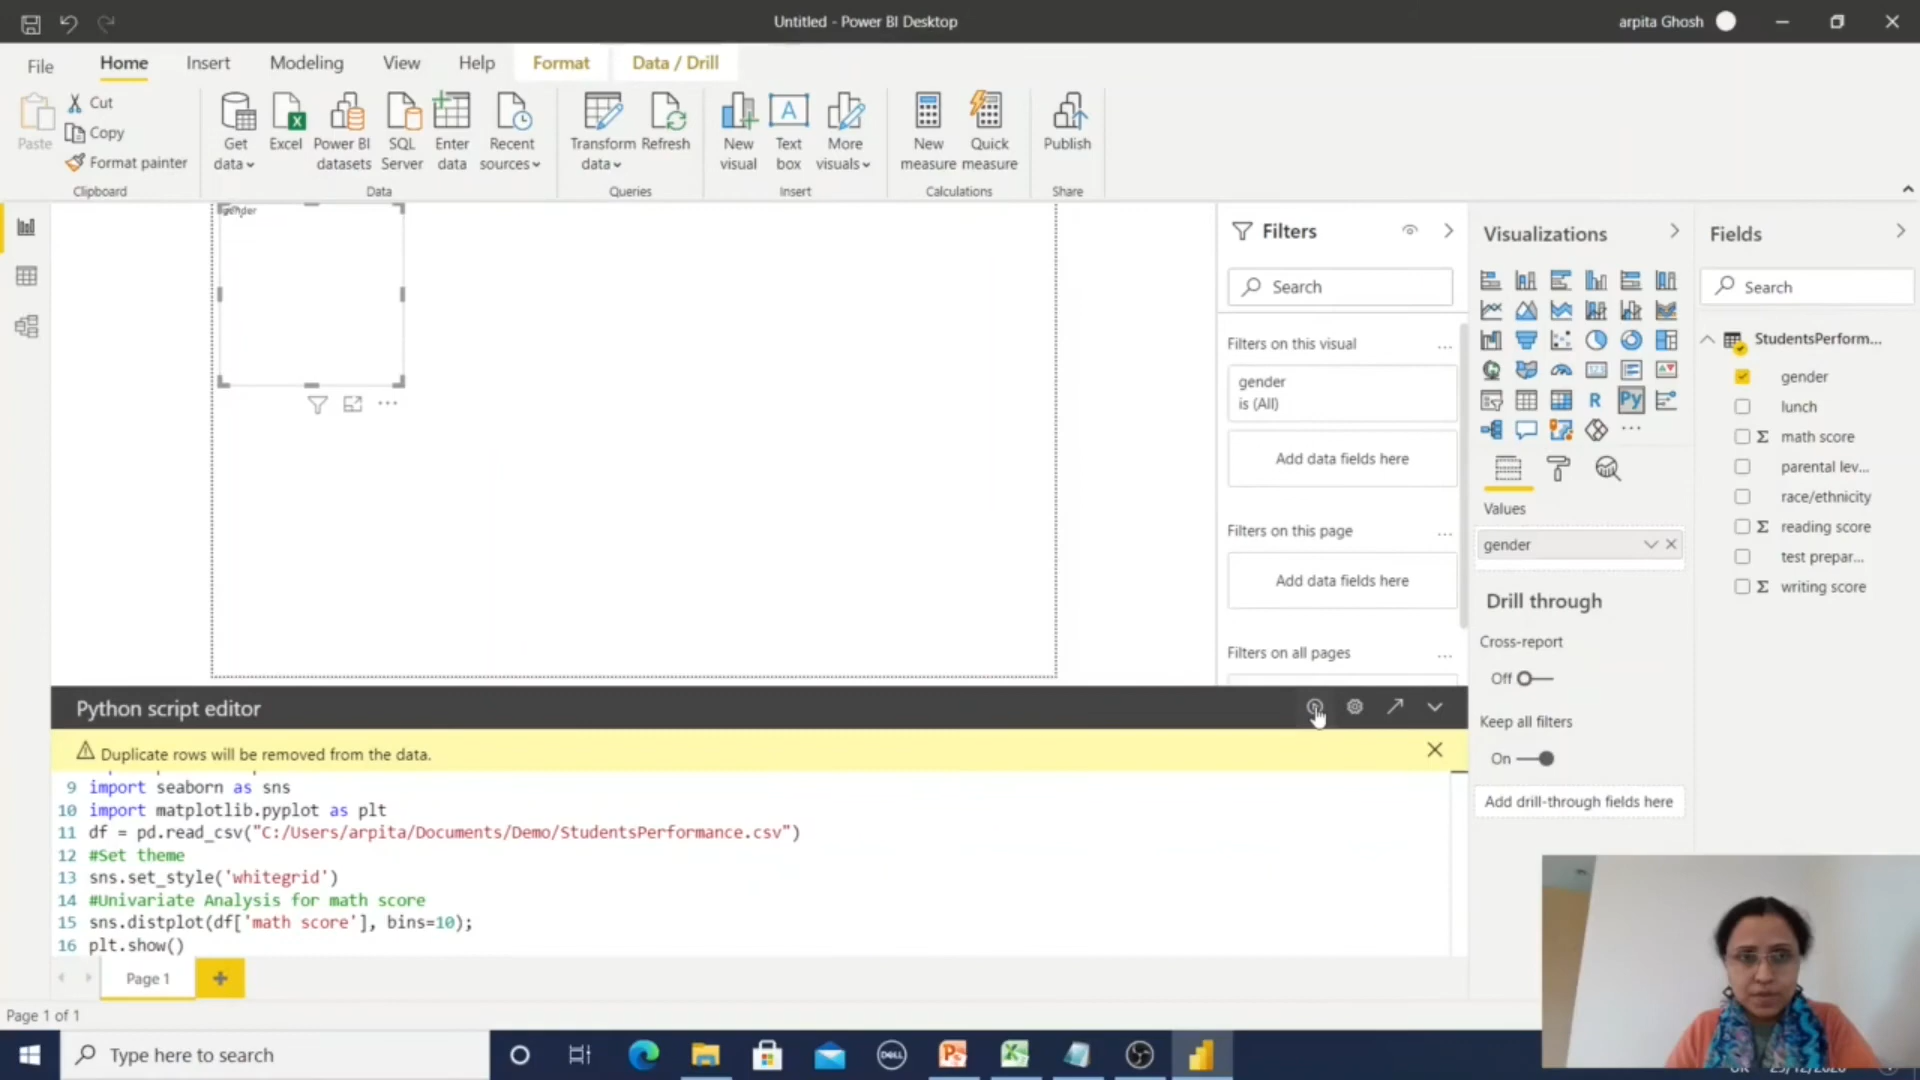 Untitled - Power BI Desktop
arpita Ghosh
File
Home
Insert
Modeling
View
Help
Format
Data / Drill
Paste
Cut
Copy
Format painter
Clipboard
Get data
Excel
Power BI datasets
SQL Server
Enter data
Recent sources
Data
Transform data
Refresh
Queries
New visual
Text box
More visuals
Insert
New measure
Quick measure
Calculations
Publish
Share
gender
Filters
Search
Filters on this visual
...
gender
is (All)
Add data fields here
Filters on this page
...
Add data fields here
Filters on all pages
...
Visualizations
R
Py
...
Values
gender
Drill through
Cross-report
Off
Keep all filters
On
Add drill-through fields here
Fields
Search
StudentsPerform...
gender
lunch
Σ math score
parental lev...
race/ethnicity
Σ reading score
test prepar...
Σ writing score
Python script editor
Duplicate rows will be removed from the data.
9 import seaborn as sns
10 import matplotlib.pyplot as plt
11 df = pd.read_csv("C:/Users/arpita/Documents/Demo/StudentsPerformance.csv")
12 #Set theme
13 sns.set_style('whitegrid')
14 #Univariate Analysis for math score
15 sns.distplot(df['math score'], bins=10);
16 plt.show()
Page 1
Page 1 of 1
Type here to search
DELL